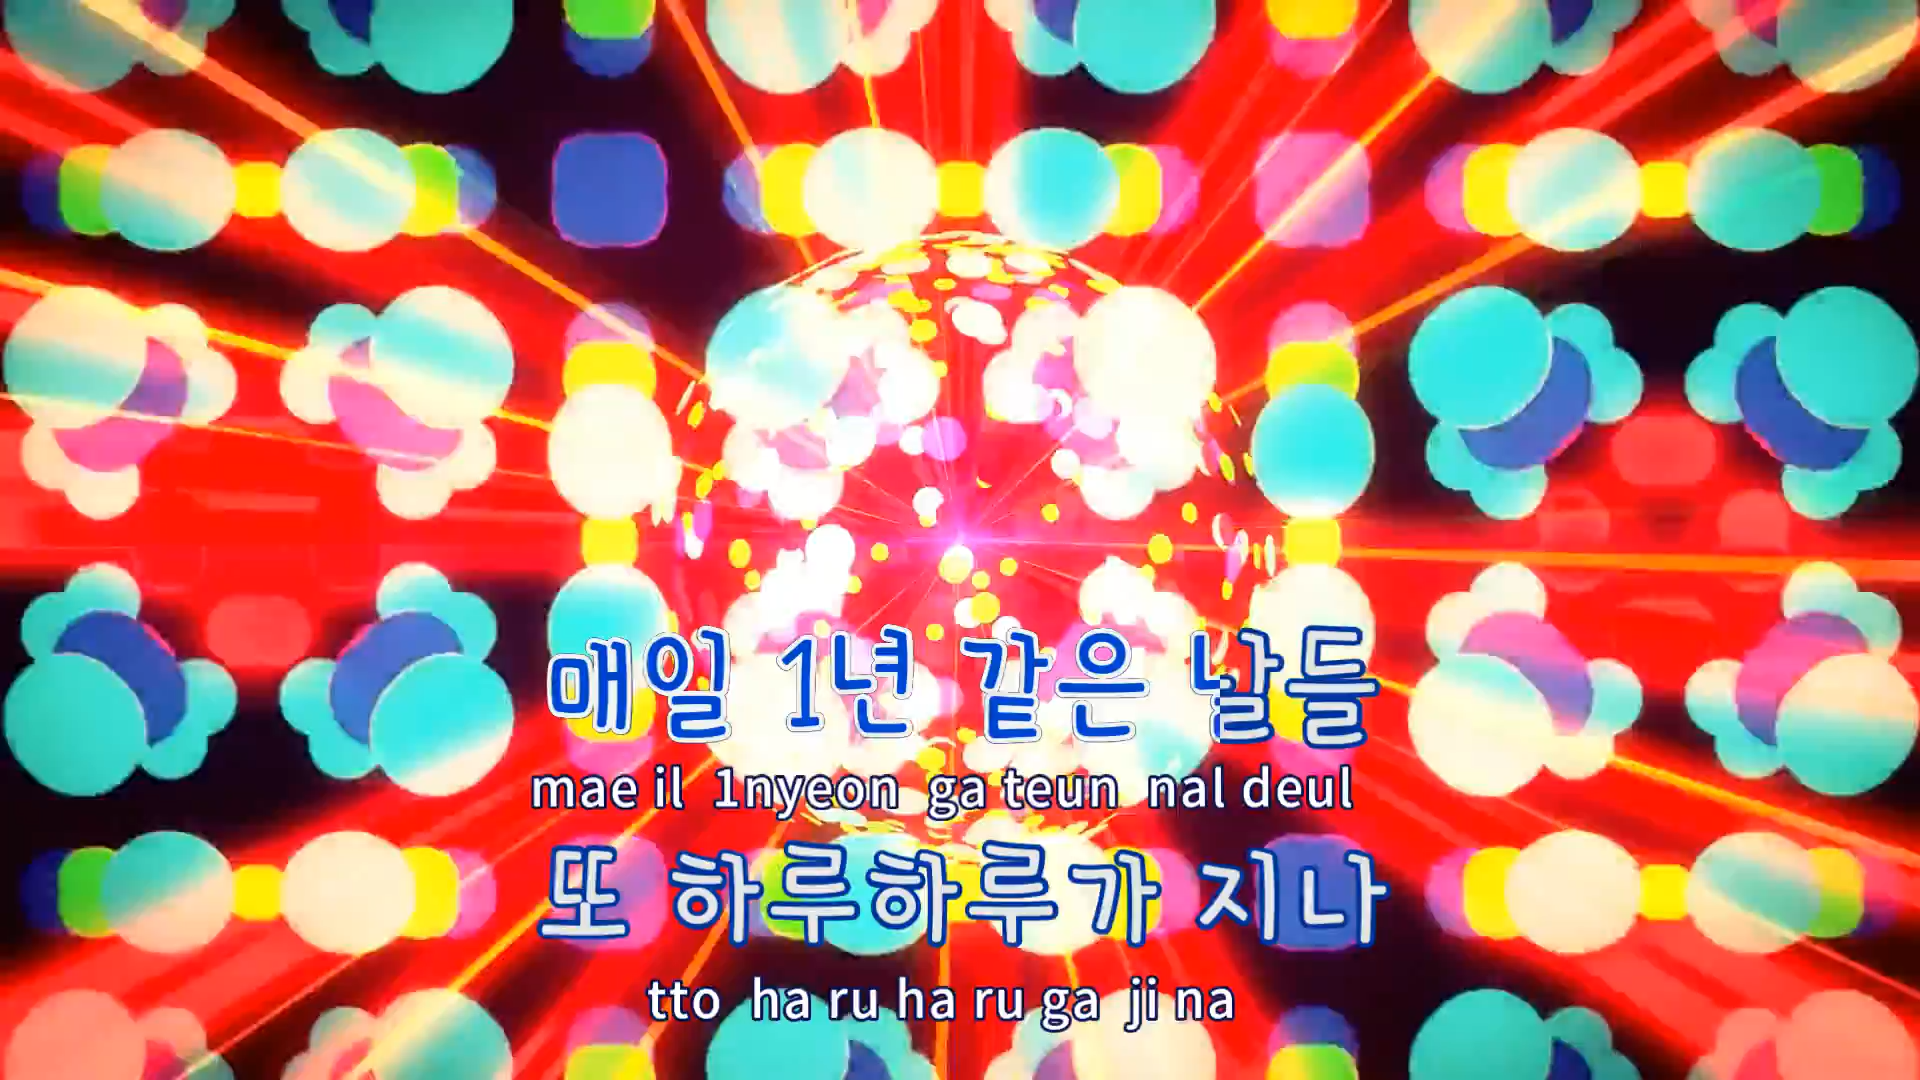 매일 1년 같은 날들
mae il 1nyeon ga teun nal deul
또 하루하루가 지나
tto ha ru ha ru ga ji na